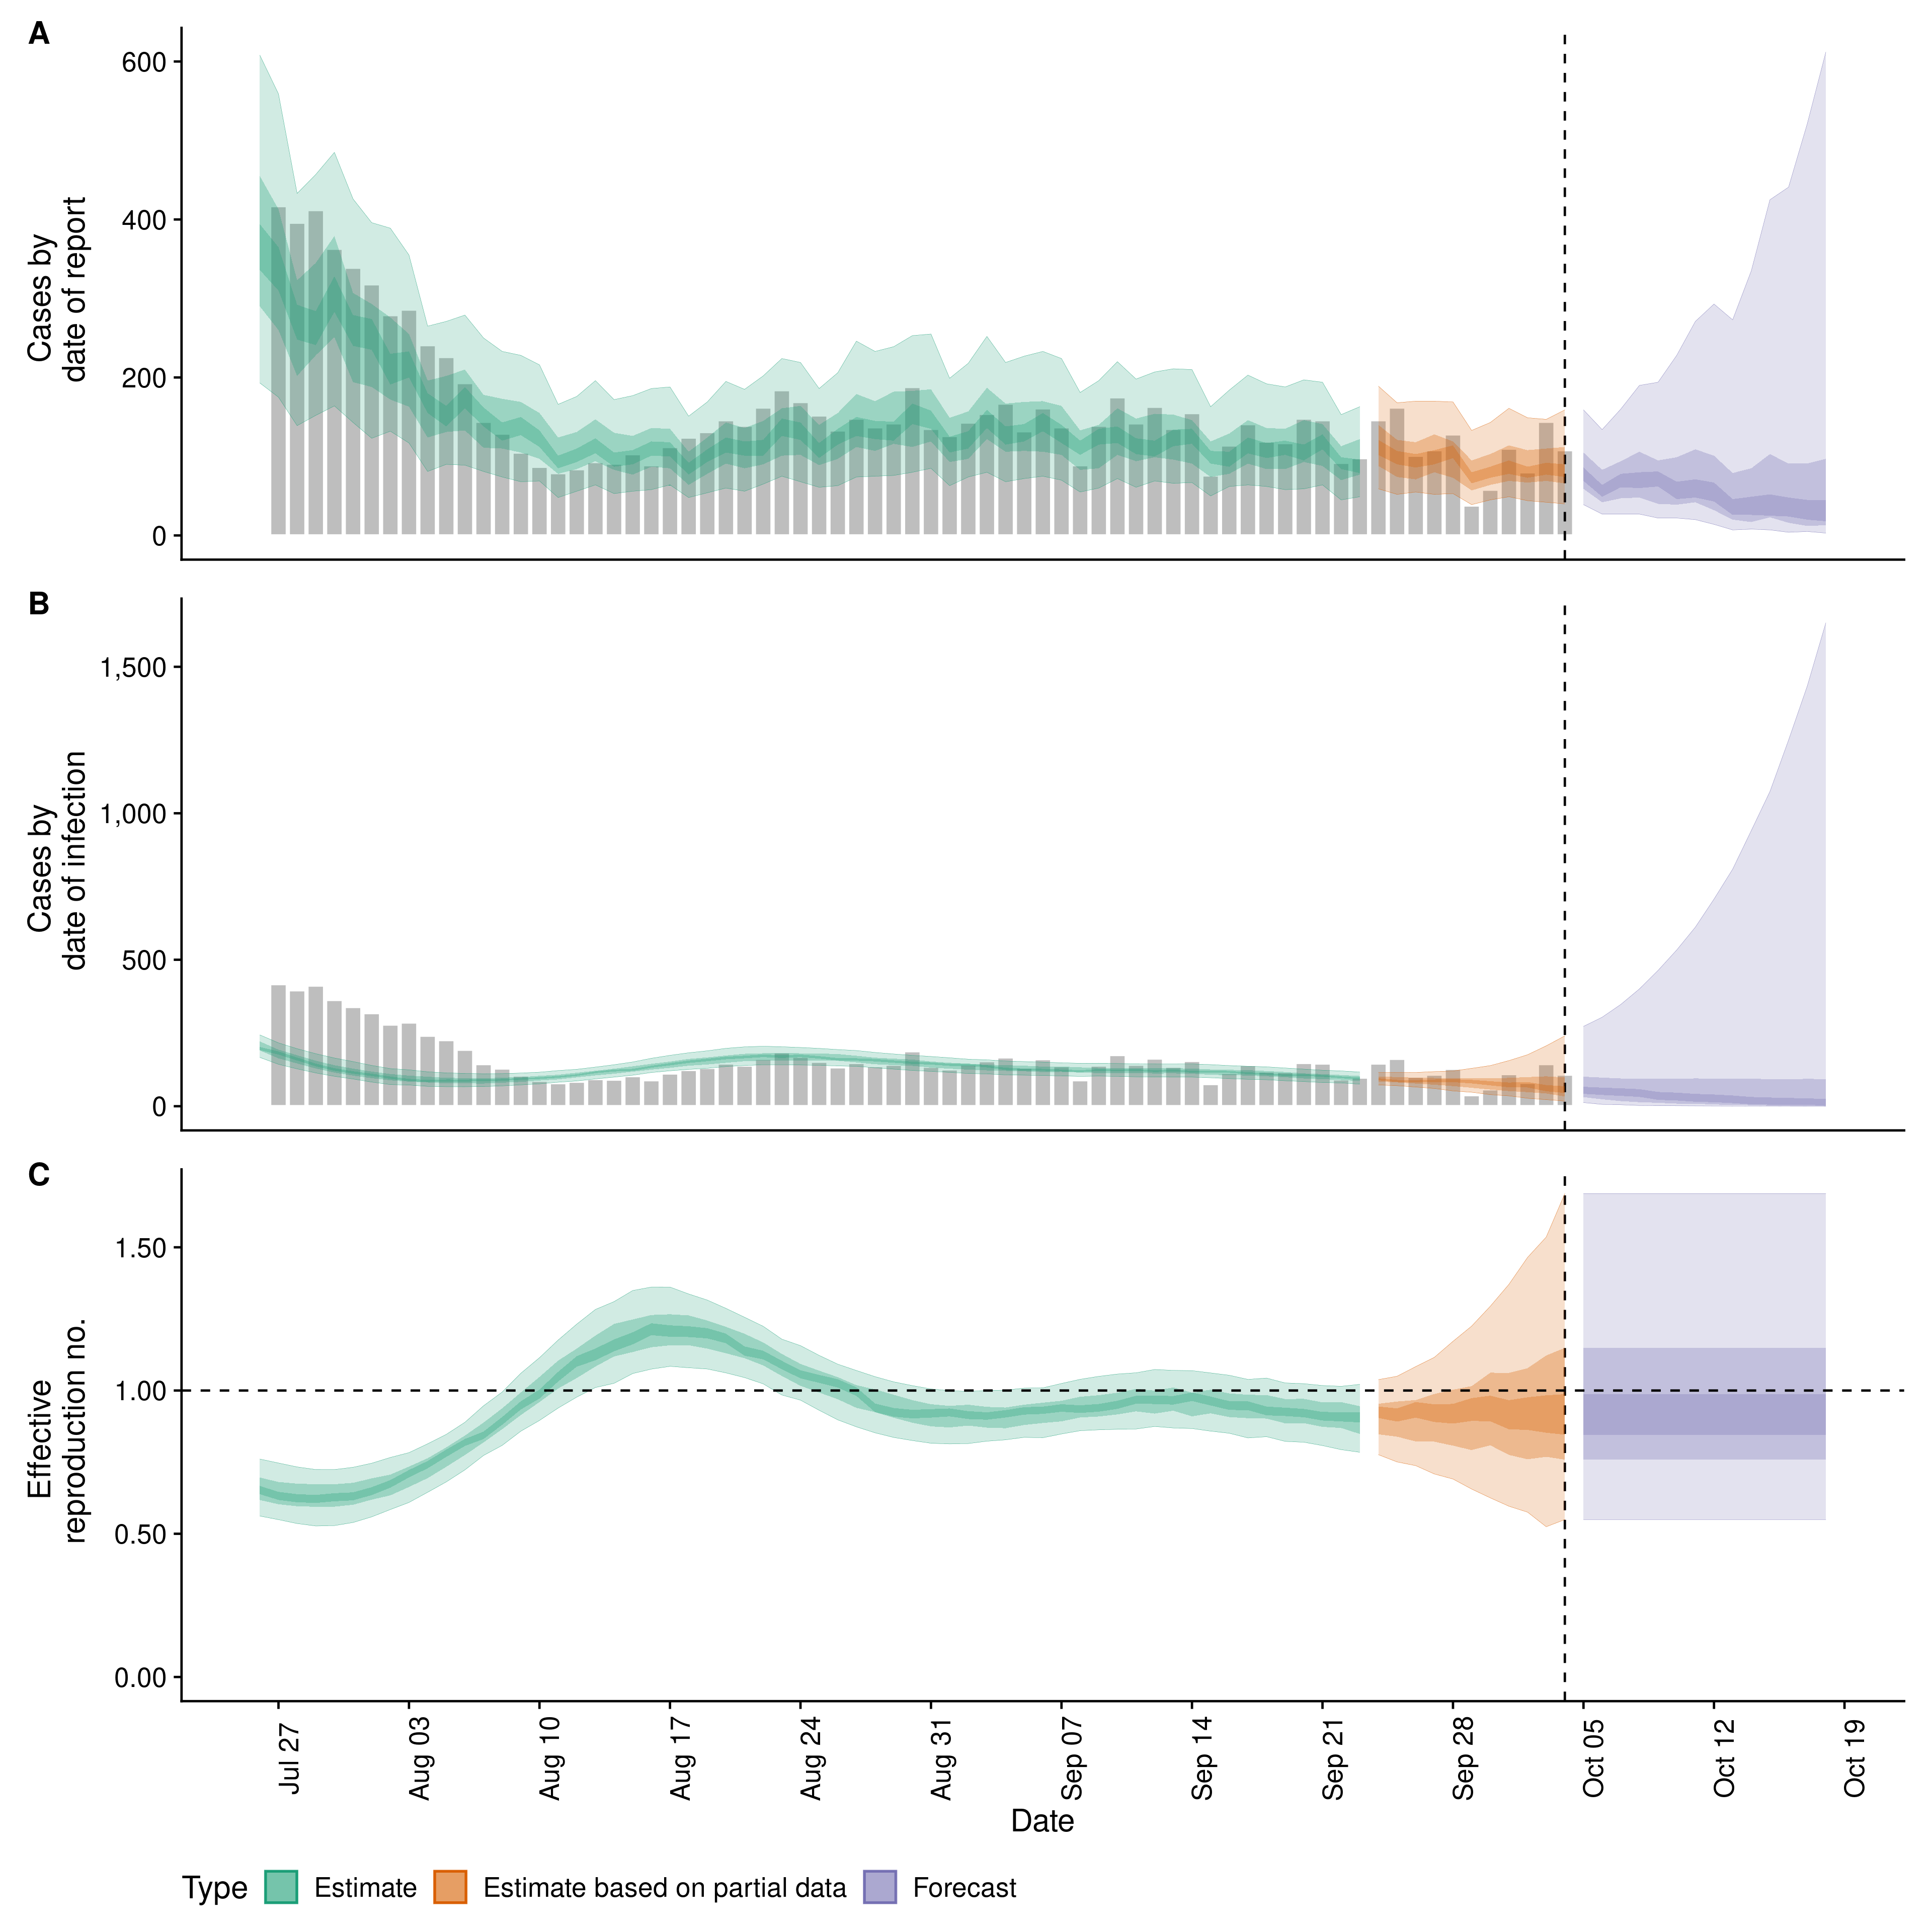 A
600
400
200
0
Cases by
date of report
B
1,500
1,000
500
0
Cases by
date of infection
C
1.50
1.00
0.50
0.00
Effective
reproduction no.
Jul 27
Aug 03
Aug 10
Aug 17
Aug 24
Aug 31
Sep 07
Sep 14
Sep 21
Sep 28
Oct 05
Oct 12
Oct 19
Date
Type Estimate Estimate based on partial data Forecast